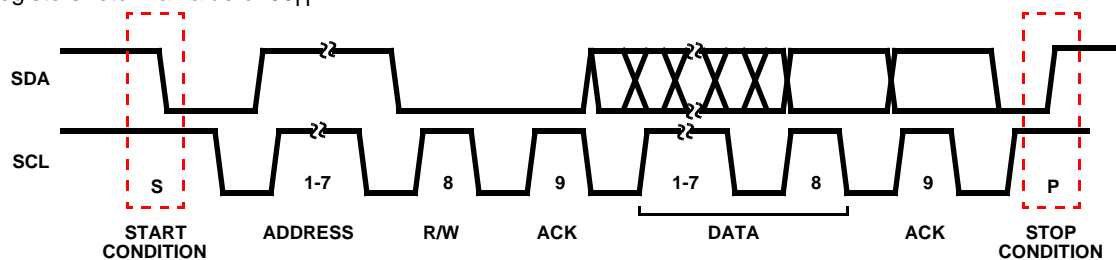 SDA
SCL
S 1-7 8 9 1-7 8 9 P
START CONDITION ADDRESS R/W ACK DATA ACK STOP CONDITION